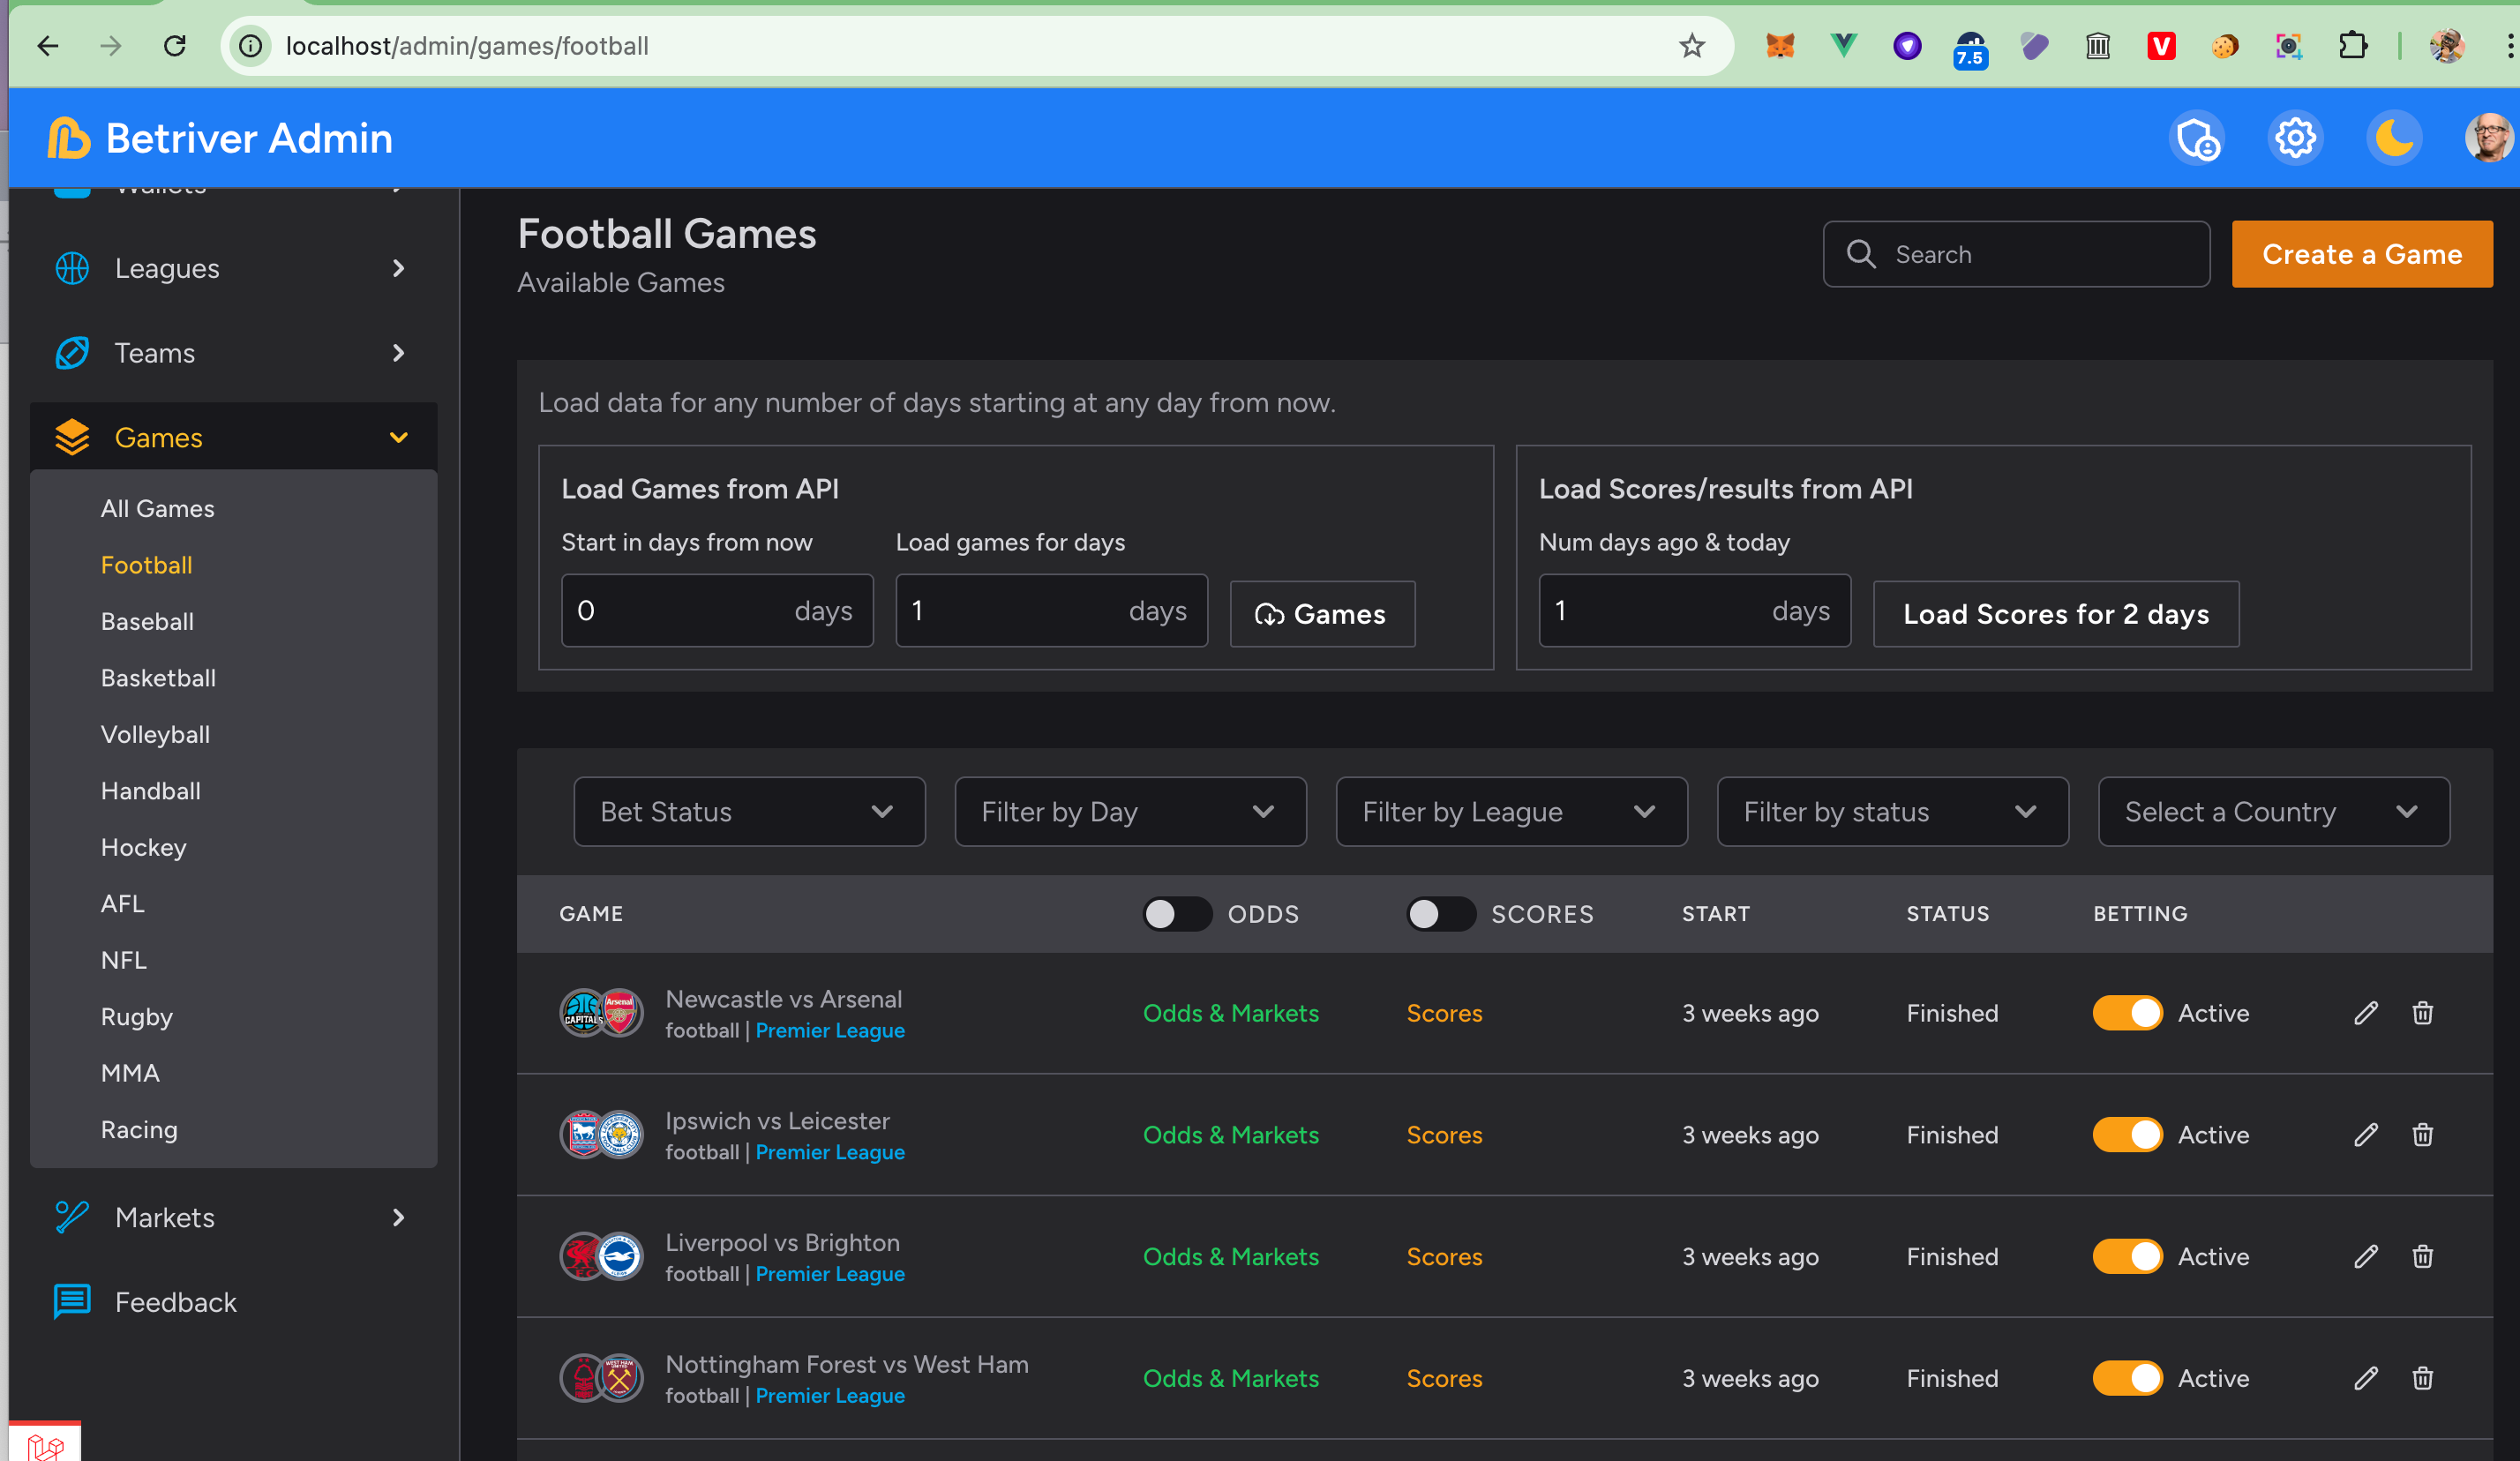 localhost/admin/games/football
7.5
V
Betriver Admin
Wallets
Leagues
Teams
Games
All Games
Football
Baseball
Basketball
Volleyball
Handball
Hockey
AFL
NFL
Rugby
MMA
Racing
Markets
Feedback
Football Games
Available Games
Search
Create a Game
Load data for any number of days starting at any day from now.
Load Games from API
Start in days from now
Load games for days
0 days
1 days
Games
Load Scores/results from API
Num days ago & today
1 days
Load Scores for 2 days
Bet Status
Filter by Day
Filter by League
Filter by status
Select a Country
GAME ODDS SCORES START STATUS BETTING
CAPITALS
Arsenal
Newcastle vs Arsenal
football | Premier League
Odds & Markets Scores 3 weeks ago Finished Active
Ipswich vs Leicester
football | Premier League
Odds & Markets Scores 3 weeks ago Finished Active
Liverpool vs Brighton
football | Premier League
Odds & Markets Scores 3 weeks ago Finished Active
Nottingham Forest vs West Ham
football | Premier League
Odds & Markets Scores 3 weeks ago Finished Active